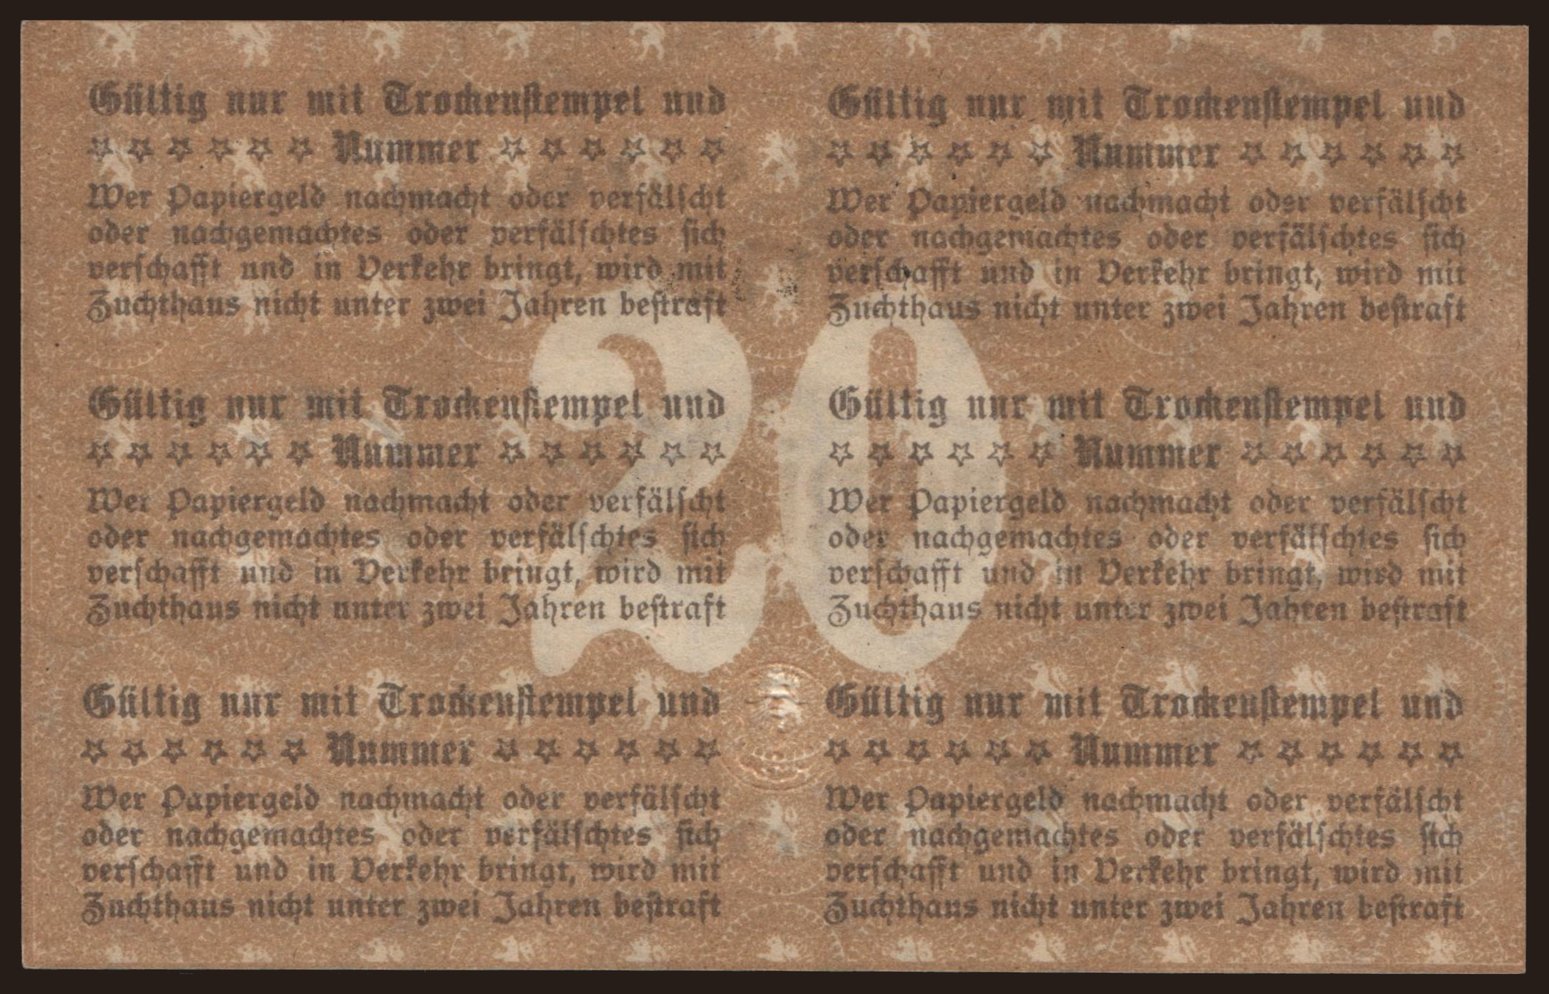 Gültig nur mit Trockenstempel und
☆ ☆ ☆ ☆ ☆ ☆ Nummer ☆ ☆ ☆ ☆ ☆ ☆
Wer Papiergeld nachmacht oder verfälscht
oder nachgemachtes oder verfälschtes sich
verschafft und in Verkehr bringt, wird mit
Zuchthaus nicht unter zwei Jahren bestraft
Gültig nur mit Trockenstempel und
☆ ☆ ☆ ☆ ☆ ☆ Nummer ☆ ☆ ☆ ☆ ☆ ☆
Wer Papiergeld nachmacht oder verfälscht
oder nachgemachtes oder verfälschtes sich
verschafft und in Verkehr bringt, wird mit
Zuchthaus nicht unter zwei Jahren bestraft
20
Gültig nur mit Trockenstempel und
☆ ☆ ☆ ☆ ☆ ☆ Nummer ☆ ☆ ☆ ☆ ☆ ☆
Wer Papiergeld nachmacht oder verfälscht
oder nachgemachtes oder verfälschtes sich
verschafft und in Verkehr bringt, wird mit
Zuchthaus nicht unter zwei Jahren bestraft
Gültig nur mit Trockenstempel und
☆ ☆ ☆ ☆ ☆ ☆ Nummer ☆ ☆ ☆ ☆ ☆ ☆
Wer Papiergeld nachmacht oder verfälscht
oder nachgemachtes oder verfälschtes sich
verschafft und in Verkehr bringt, wird mit
Zuchthaus nicht unter zwei Jahren bestraft
Gültig nur mit Trockenstempel und
☆ ☆ ☆ ☆ ☆ ☆ Nummer ☆ ☆ ☆ ☆ ☆ ☆
Wer Papiergeld nachmacht oder verfälscht
oder nachgemachtes oder verfälschtes sich
verschafft und in Verkehr bringt, wird mit
Zuchthaus nicht unter zwei Jahren bestraft
Gültig nur mit Trockenstempel und
☆ ☆ ☆ ☆ ☆ ☆ Nummer ☆ ☆ ☆ ☆ ☆ ☆
Wer Papiergeld nachmacht oder verfälscht
oder nachgemachtes oder verfälschtes sich
verschafft und in Verkehr bringt, wird mit
Zuchthaus nicht unter zwei Jahren bestraft